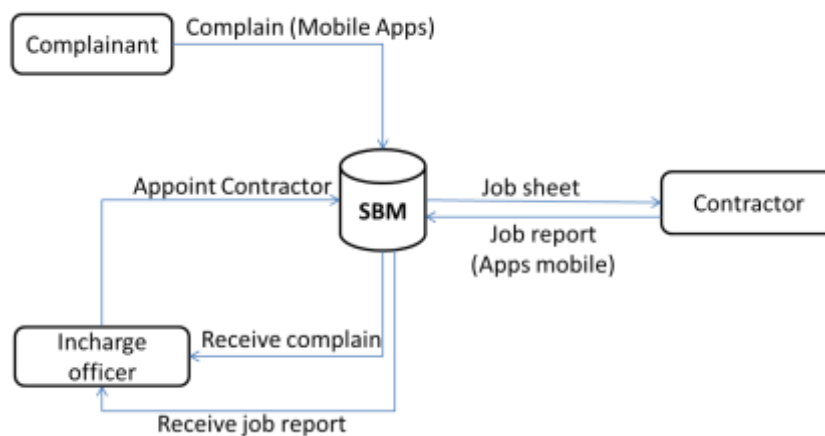 Complain (Mobile Apps)
Complainant
Appoint Contractor
SBM
Job sheet
Contractor
Job report
(Apps mobile)
Incharge
officer
Receive complain
Receive job report